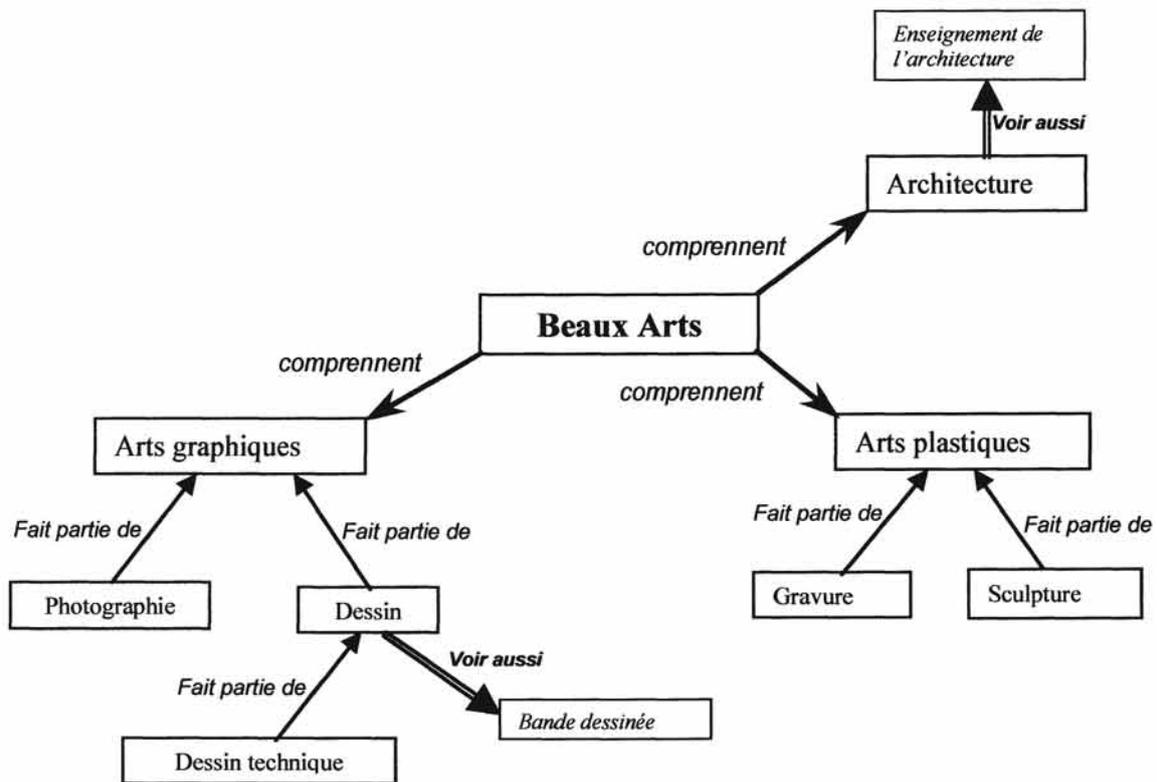 Enseignement de
l'architecture
Voir aussi
Architecture
comprennent
Beaux Arts
comprennent
comprennent
Arts graphiques
Arts plastiques
Fait partie de
Fait partie de
Fait partie de
Fait partie de
Photographie
Dessin
Gravure
Sculpture
Voir aussi
Fait partie de
Bande dessinée
Dessin technique